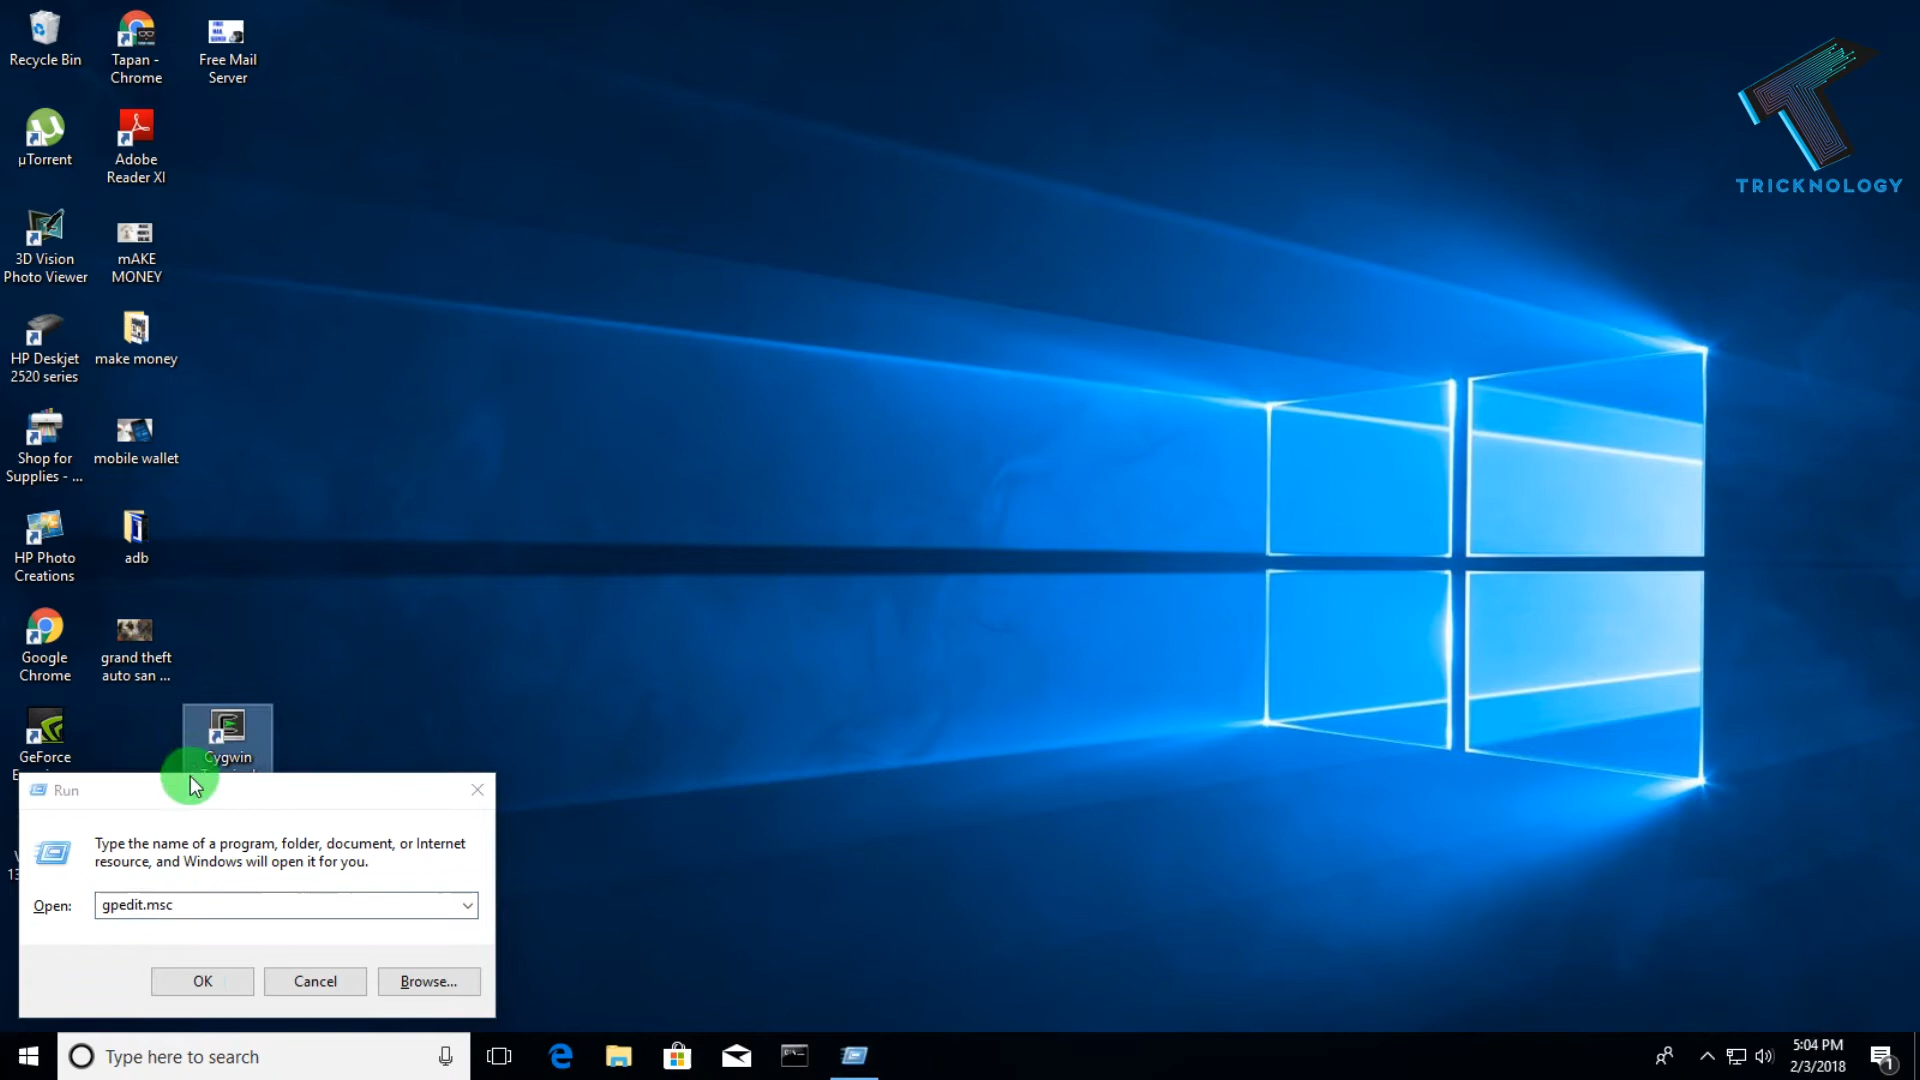 Recycle Bin
Tapan -
Chrome
Free Mail
Server
µTorrent
Adobe
Reader XI
3D Vision
Photo Viewer
mAKE
MONEY
HP Deskjet
2520 series
make money
Shop for
Supplies - ...
mobile wallet
HP Photo
Creations
adb
Google
Chrome
grand theft
auto san ...
GeForce
Cygwin
TRICKNOLOGY
Run
Type the name of a program, folder, document, or Internet
resource, and Windows will open it for you.
Open:
gpedit.msc
OK
Cancel
Browse...
Type here to search
5:04 PM
2/3/2018
1